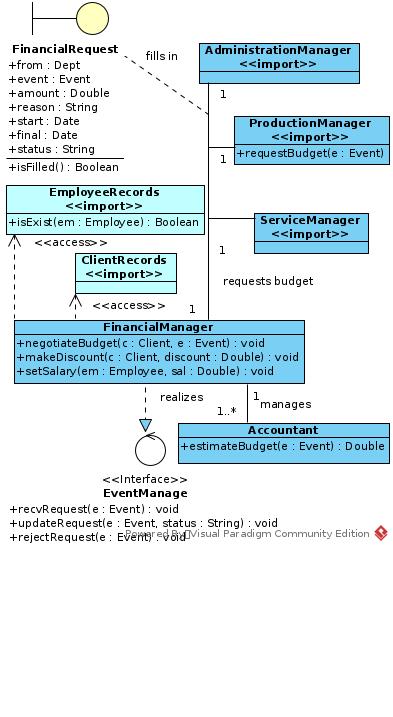 FinancialRequest
+from : Dept
+event : Event
+amount : Double
+reason : String
+start : Date
+final : Date
+status : String
+isFilled() : Boolean
fills in
AdministrationManager
<<import>>
1
ProductionManager
<<import>>
+requestBudget(e : Event)
1
EmployeeRecords
<<import>>
+isExist(em : Employee) : Boolean
ServiceManager
<<import>>
1
<<access>>
ClientRecords
<<import>>
requests budget
<<access>>
1
FinancialManager
+negotiateBudget(c : Client, e : Event) : void
+makeDiscount(c : Client, discount : Double) : void
+setSalary(em : Employee, sal : Double) : void
realizes
1
manages
1..*
Accountant
+estimateBudget(e : Event) : Double
<<Interface>>
EventManage
+recvRequest(e : Event) : void
+updateRequest(e : Event, status : String) : void
+rejectRequest(e : Event) : void
Powered By Visual Paradigm Community Edition